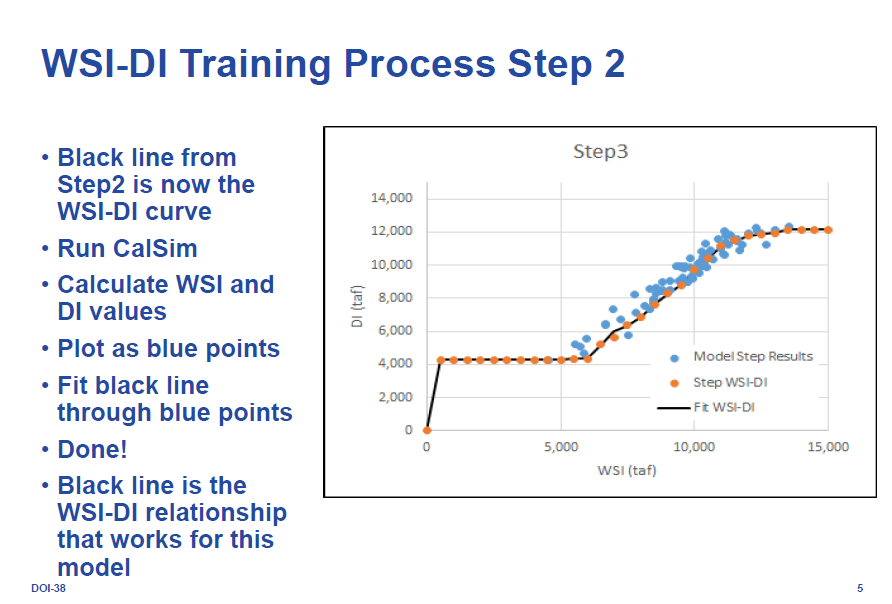 WSI-DI Training Process Step 2
• Black line from
Step2 is now the
WSI-DI curve
• Run CalSim
• Calculate WSI and
DI values
• Plot as blue points
• Fit black line
through blue points
• Done!
• Black line is the
WSI-DI relationship
that works for this
model
Step3
14,000
12,000
10,000
8,000
6,000
4,000
2,000
0
DI (taf)
Model Step Results
Step WSI-DI
Fit WSI-DI
0
5,000
10,000
15,000
WSI (taf)
DOI-38
5